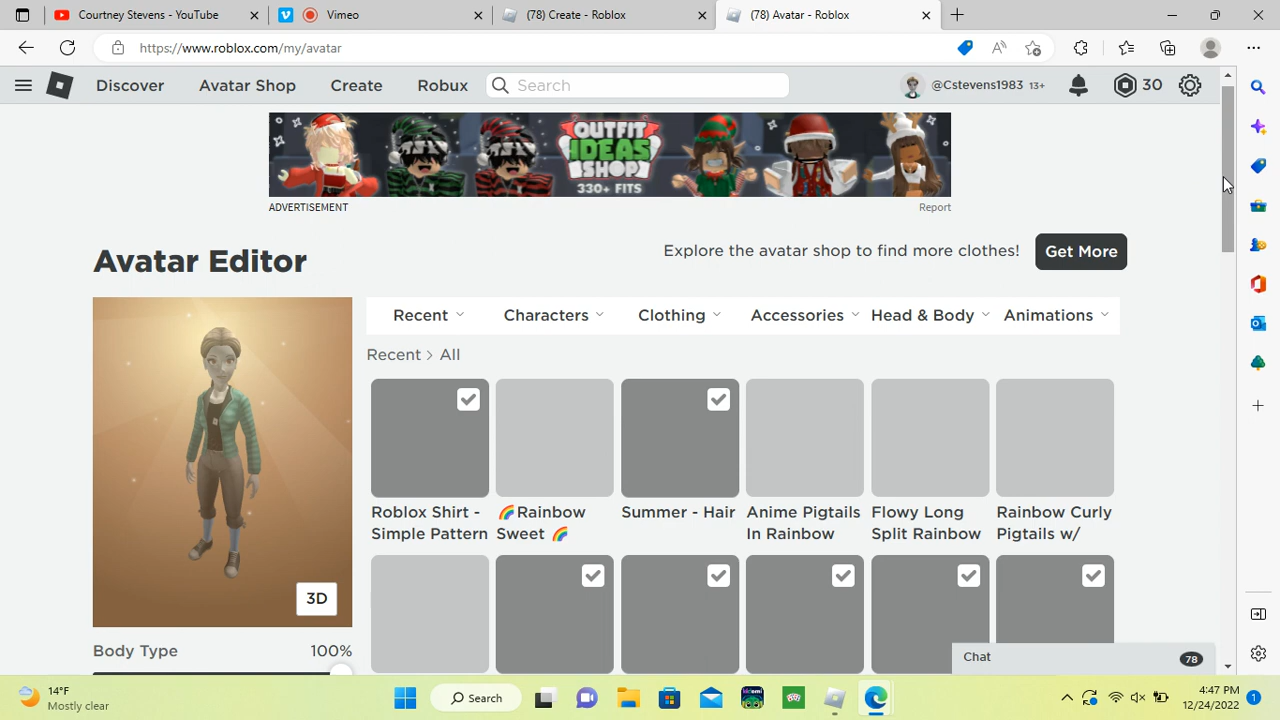 Courtney Stevens - YouTube
Vimeo
(78) Create - Roblox
(78) Avatar - Roblox
https://www.roblox.com/my/avatar
Discover
Avatar Shop
Create
Robux
Search
@Cstevens1983 13+
30
OUTFIT
IDEAS
SHOP
330+ FITS
ADVERTISEMENT
Report
Avatar Editor
Explore the avatar shop to find more clothes!
Get More
Recent
Characters
Clothing
Accessories
Head & Body
Animations
Recent > All
Roblox Shirt -
Simple Pattern
🌈Rainbow
Sweet 🌈
Summer - Hair
Anime Pigtails
In Rainbow
Flowy Long
Split Rainbow
Rainbow Curly
Pigtails w/
3D
Body Type
100%
Chat
78
14°F
Mostly clear
Search
4:47 PM
12/24/2022
1